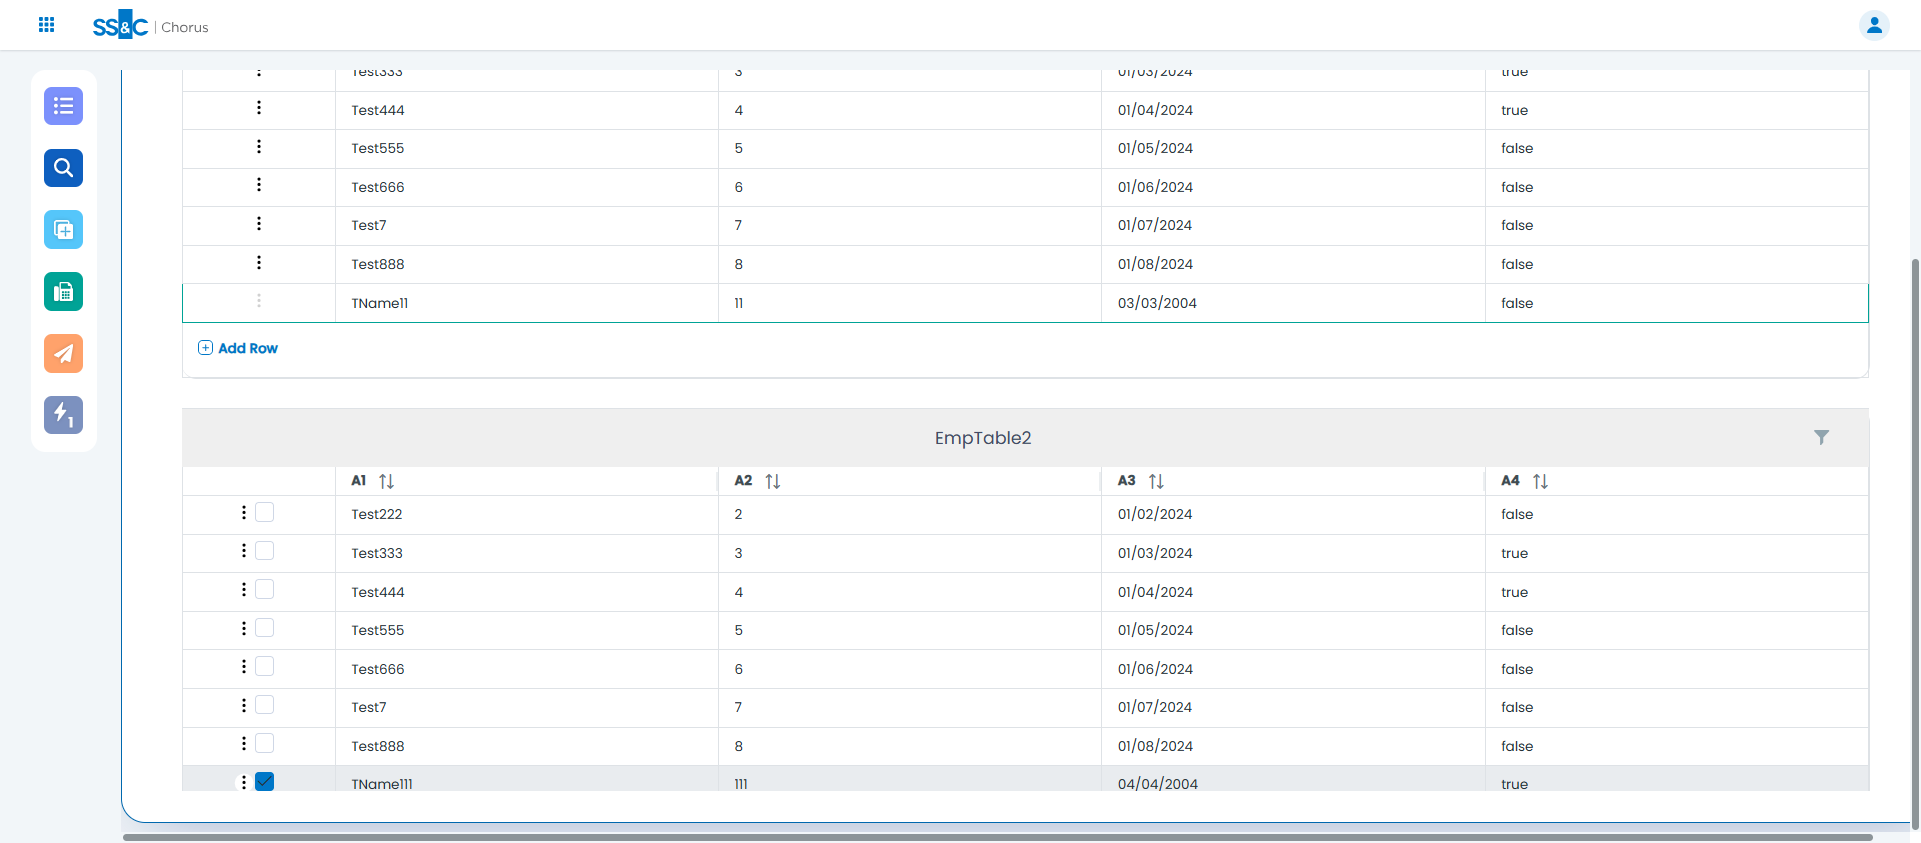 SS&C | Chorus
Test333 3 01/03/2024 true
Test444 4 01/04/2024 true
Test555 5 01/05/2024 false
Test666 6 01/06/2024 false
Test7 7 01/07/2024 false
Test888 8 01/08/2024 false
TName11 11 03/03/2004 false
Add Row
EmpTable2
A1 A2 A3 A4
Test222 2 01/02/2024 false
Test333 3 01/03/2024 true
Test444 4 01/04/2024 true
Test555 5 01/05/2024 false
Test666 6 01/06/2024 false
Test7 7 01/07/2024 false
Test888 8 01/08/2024 false
TName111 111 04/04/2004 true
1